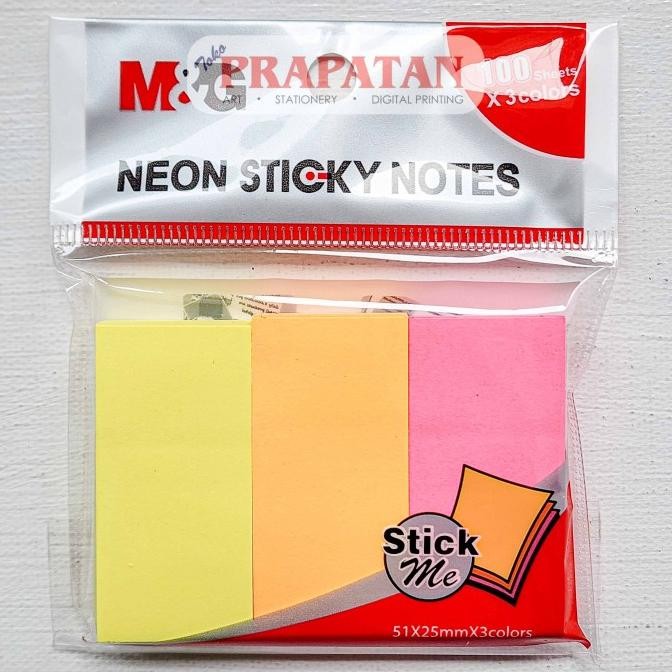 M&G
Toko
PRAPATAN
ART • STATIONERY • DIGITAL PRINTING
100 Sheets
X 3colors
NEON STICKY NOTES
Stick
Me
51X25mmX3colors